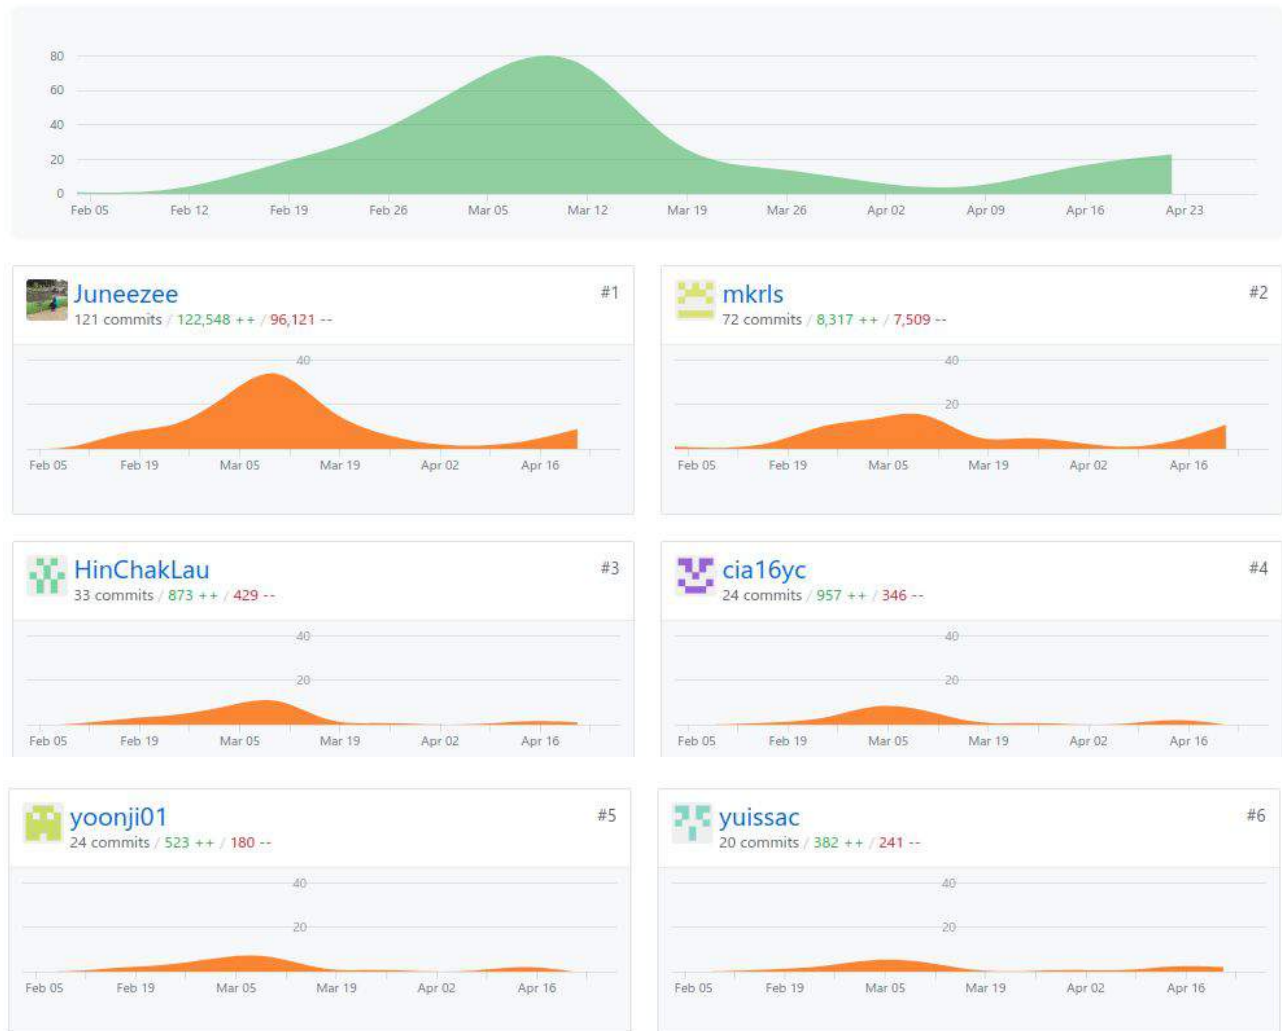 80
60
40
20
0
Feb 05 Feb 12 Feb 19 Feb 26 Mar 05 Mar 12 Mar 19 Mar 26 Apr 02 Apr 09 Apr 16 Apr 23
Juneezee #1
121 commits / 122,548 ++ / 96,121 --
40
Feb 05 Feb 19 Mar 05 Mar 19 Apr 02 Apr 16
mkrls #2
72 commits / 8,317 ++ / 7,509 --
40
20
Feb 05 Feb 19 Mar 05 Mar 19 Apr 02 Apr 16
HinChakLau #3
33 commits / 873 ++ / 429 --
40
20
Feb 05 Feb 19 Mar 05 Mar 19 Apr 02 Apr 16
cia16yc #4
24 commits / 957 ++ / 346 --
40
20
Feb 05 Feb 19 Mar 05 Mar 19 Apr 02 Apr 16
yoonji01 #5
24 commits / 523 ++ / 180 --
40
20
Feb 05 Feb 19 Mar 05 Mar 19 Apr 02 Apr 16
yuissac #6
20 commits / 382 ++ / 241 --
40
20
Feb 05 Feb 19 Mar 05 Mar 19 Apr 02 Apr 16